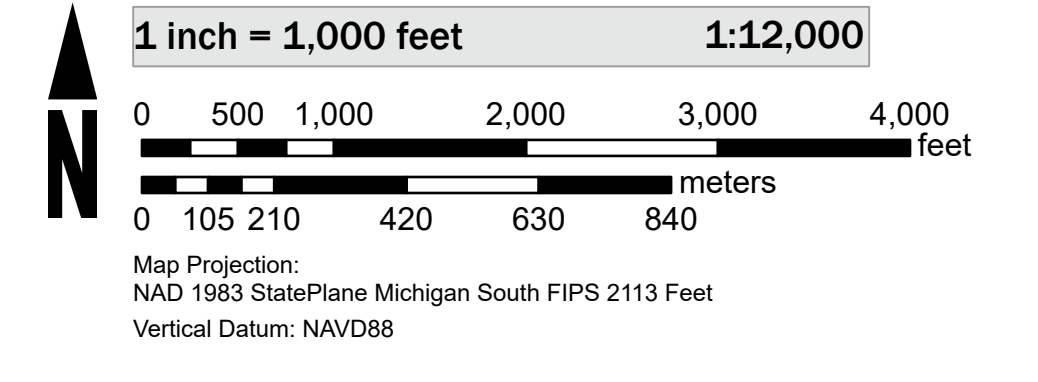 1 inch = 1,000 feet 1:12,000
0 500 1,000 2,000 3,000 4,000
feet
meters
0 105 210 420 630 840
N
Map Projection:
NAD 1983 StatePlane Michigan South FIPS 2113 Feet
Vertical Datum: NAVD88